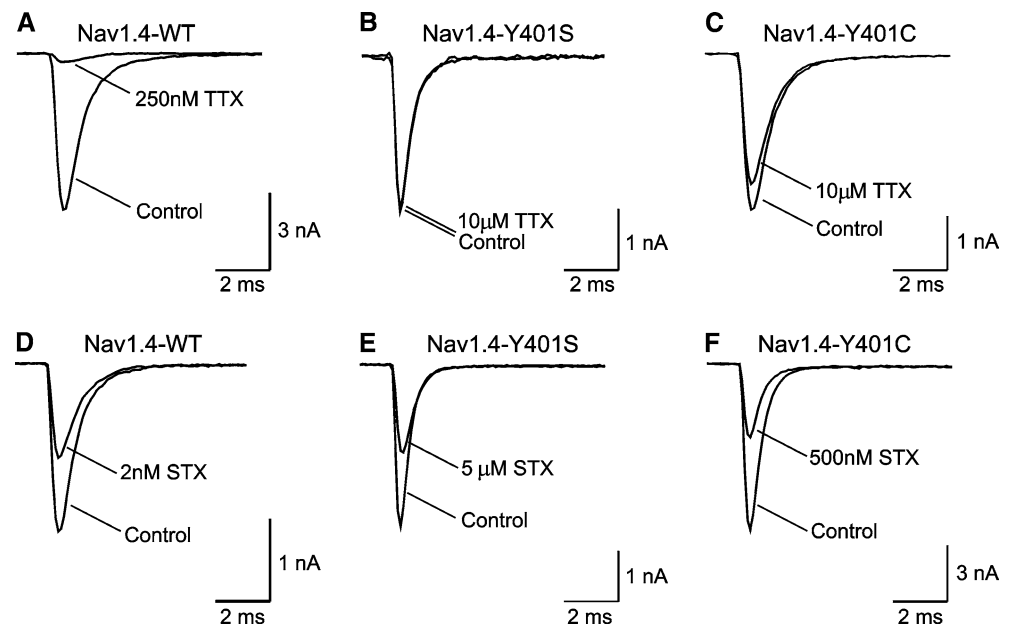 A
Nav1.4-WT
250nM TTX
Control
3 nA
2 ms
B
Nav1.4-Y401S
10μM TTX
Control
1 nA
2 ms
C
Nav1.4-Y401C
10μM TTX
Control
1 nA
2 ms
D
Nav1.4-WT
2nM STX
Control
1 nA
2 ms
E
Nav1.4-Y401S
5 μM STX
Control
1 nA
2 ms
F
Nav1.4-Y401C
500nM STX
Control
3 nA
2 ms